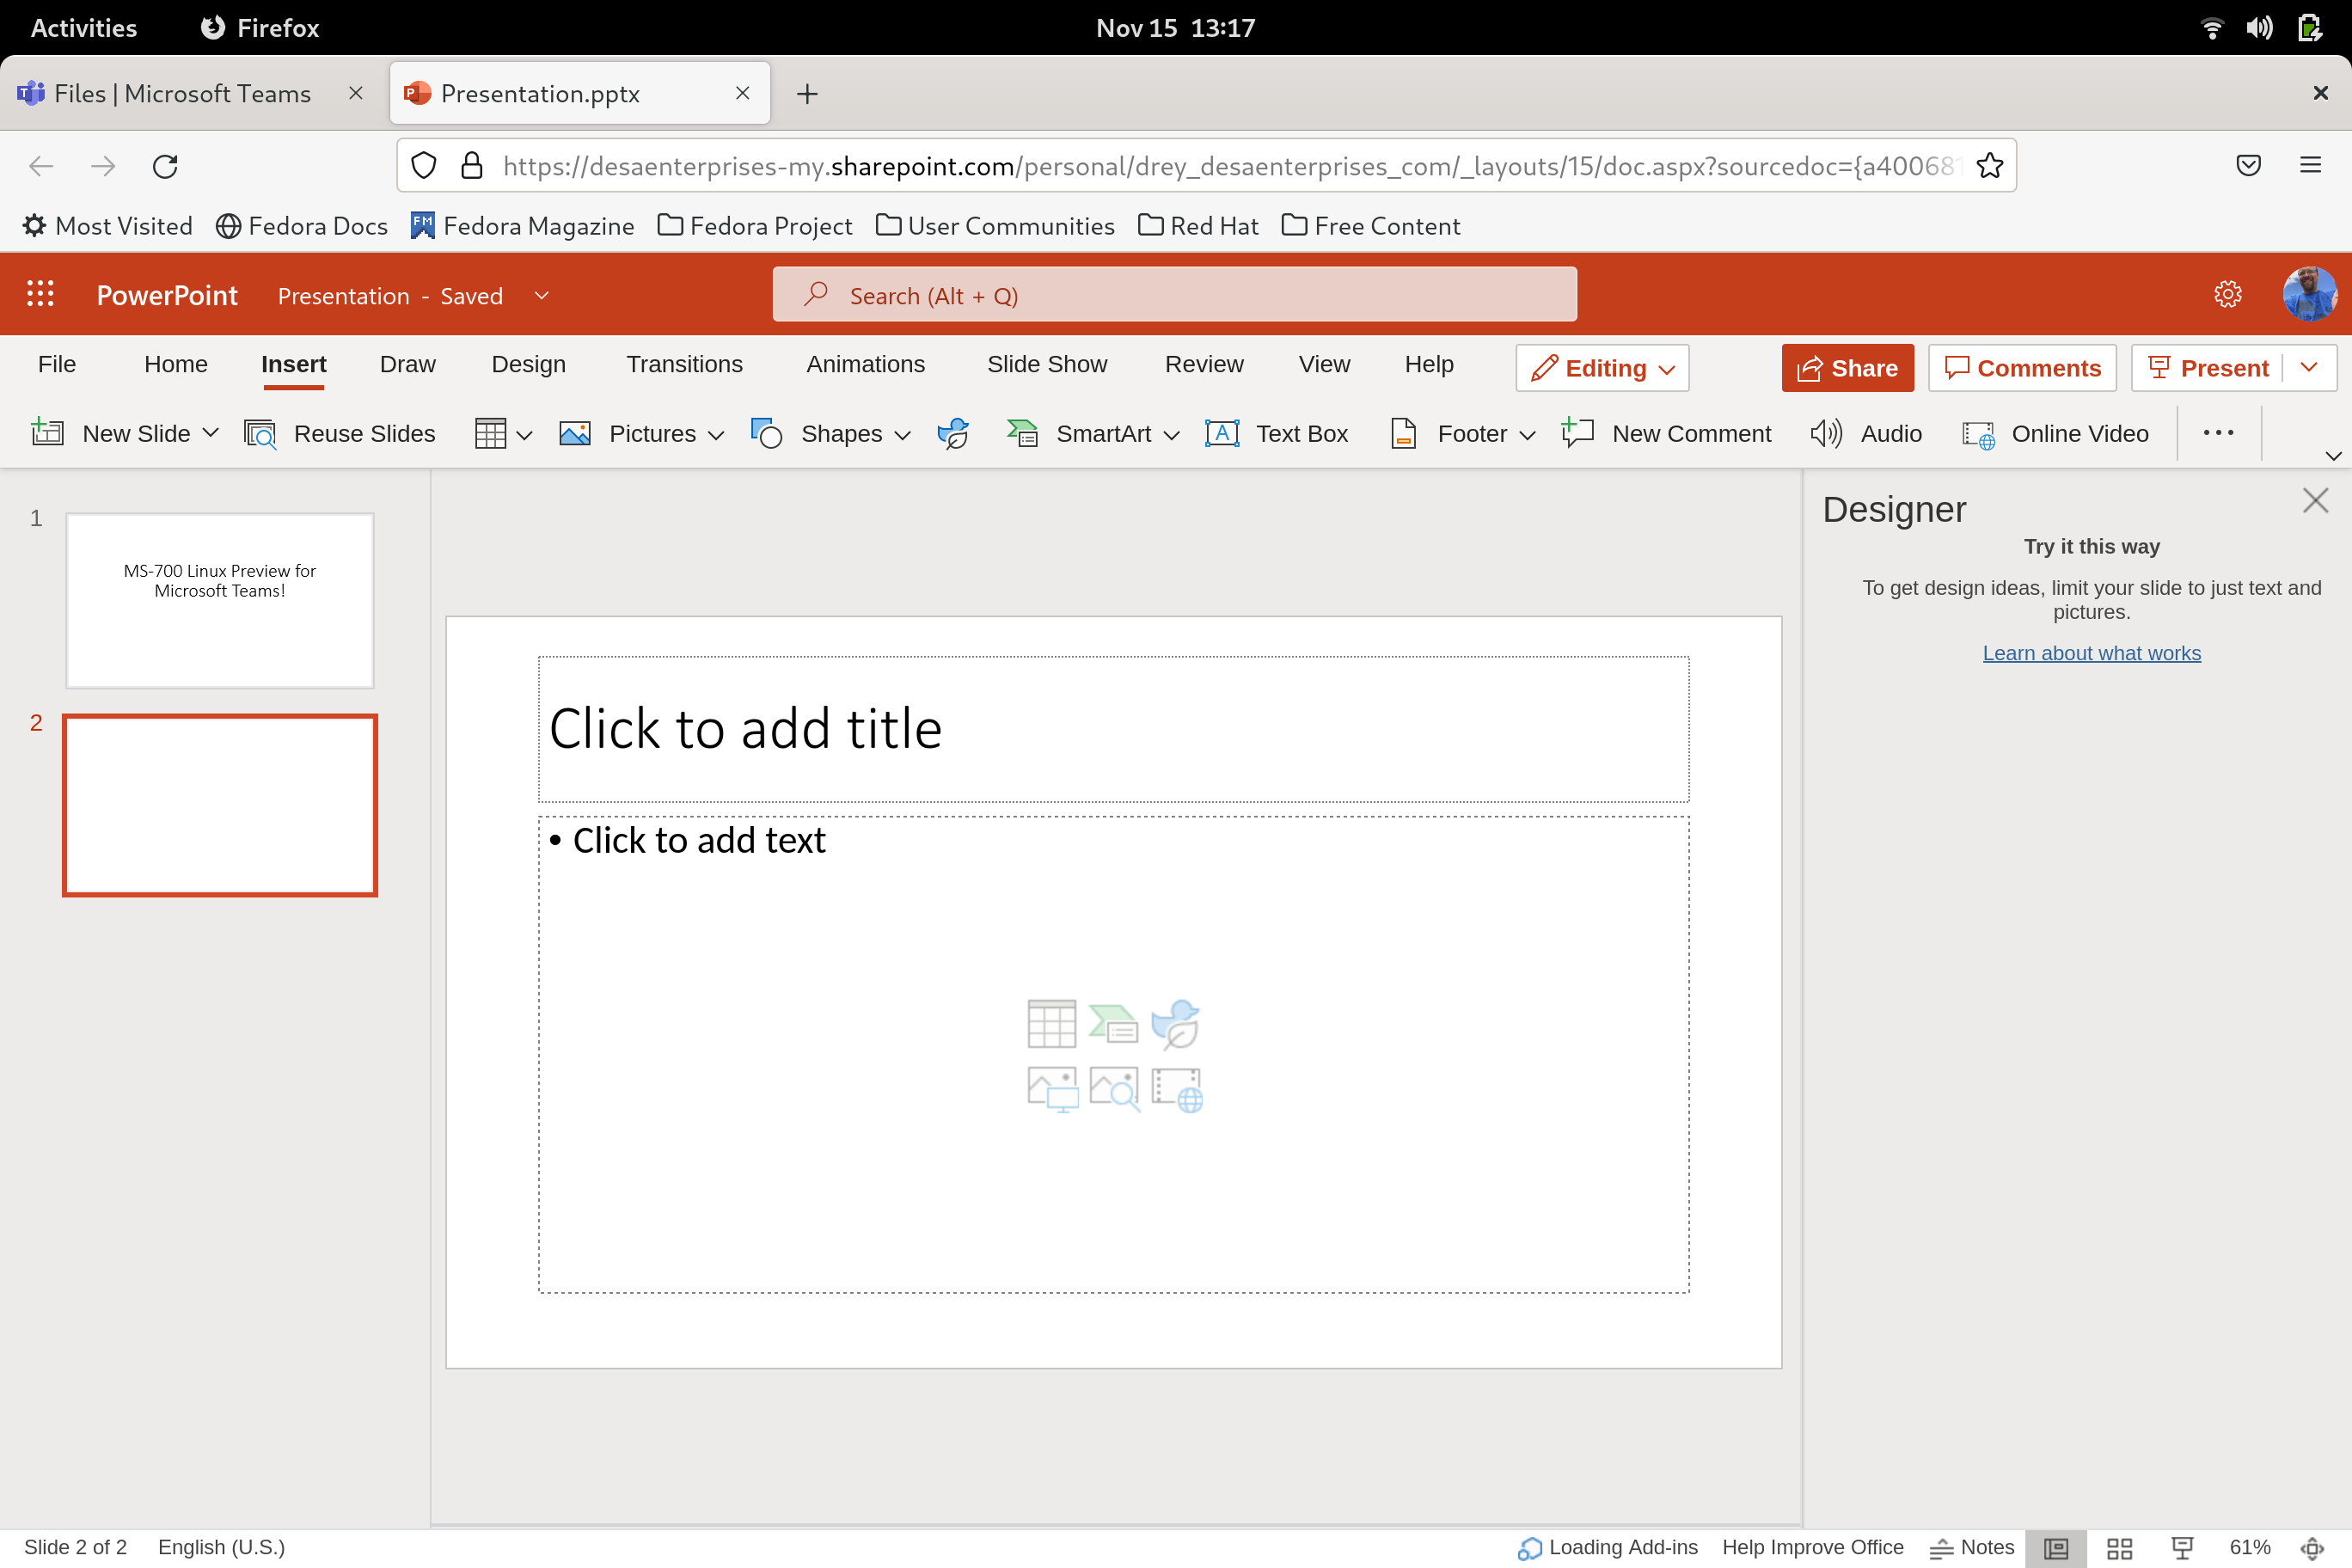 Activities Firefox Nov 15 13:17
Files | Microsoft Teams Presentation.pptx
https://desaenterprises-my.sharepoint.com/personal/drey_desaenterprises_com/_layouts/15/doc.aspx?sourcedoc={a40068
Most Visited Fedora Docs Fedora Magazine Fedora Project User Communities Red Hat Free Content
PowerPoint Presentation - Saved Search (Alt + Q)
File Home Insert Draw Design Transitions Animations Slide Show Review View Help Editing Share Comments Present
New Slide Reuse Slides Pictures Shapes SmartArt Text Box Footer New Comment Audio Online Video
1
MS-700 Linux Preview for
Microsoft Teams!
2
Click to add title
• Click to add text
Designer
Try it this way
To get design ideas, limit your slide to just text and
pictures.
Learn about what works
Slide 2 of 2 English (U.S.) Loading Add-ins Help Improve Office Notes 61%